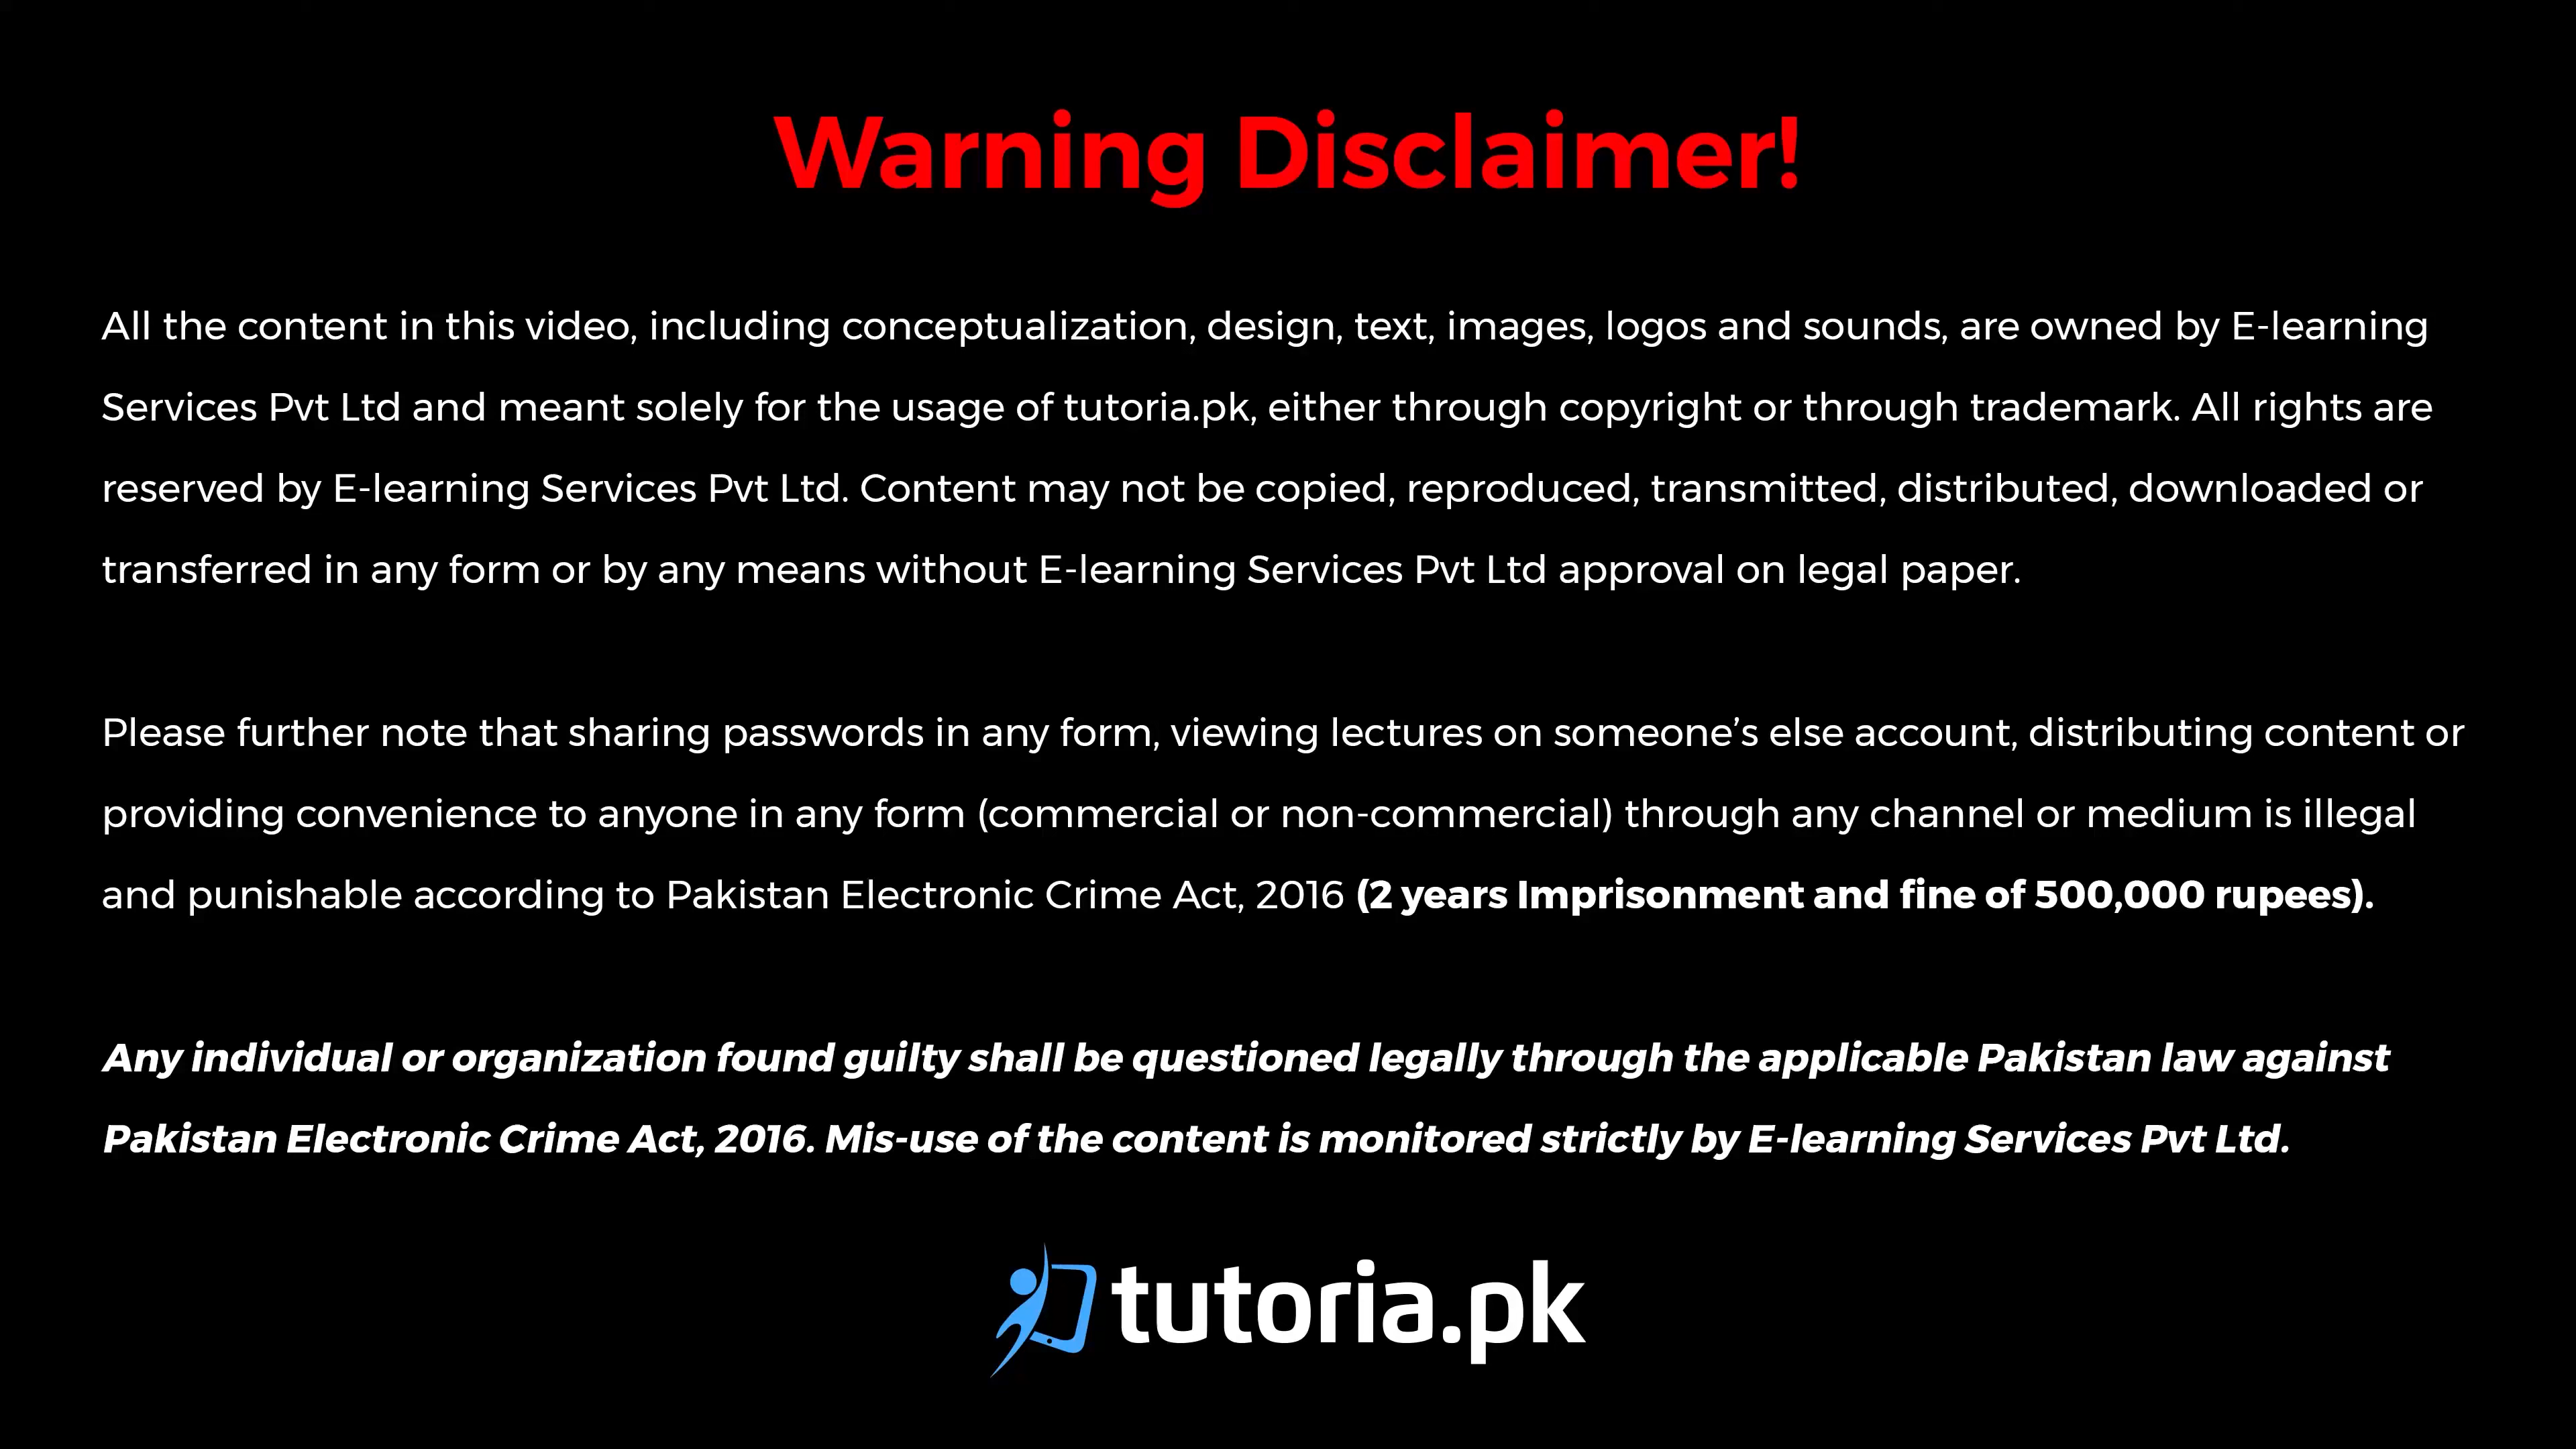 Warning Disclaimer!
All the content in this video, including conceptualization, design, text, images, logos and sounds, are owned by E-learning
Services Pvt Ltd and meant solely for the usage of tutoria.pk, either through copyright or through trademark. All rights are
reserved by E-learning Services Pvt Ltd. Content may not be copied, reproduced, transmitted, distributed, downloaded or
transferred in any form or by any means without E-learning Services Pvt Ltd approval on legal paper.
Please further note that sharing passwords in any form, viewing lectures on someone’s else account, distributing content or
providing convenience to anyone in any form (commercial or non-commercial) through any channel or medium is illegal
and punishable according to Pakistan Electronic Crime Act, 2016 (2 years Imprisonment and fine of 500,000 rupees).
Any individual or organization found guilty shall be questioned legally through the applicable Pakistan law against
Pakistan Electronic Crime Act, 2016. Mis-use of the content is monitored strictly by E-learning Services Pvt Ltd.
tutoria.pk